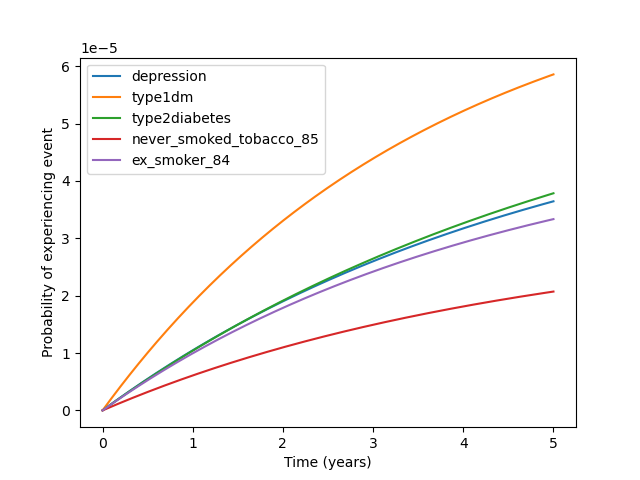 1e−5
6
5
4
3
2
1
0
Probability of experiencing event
depression
type1dm
type2diabetes
never_smoked_tobacco_85
ex_smoker_84
0 1 2 3 4 5
Time (years)